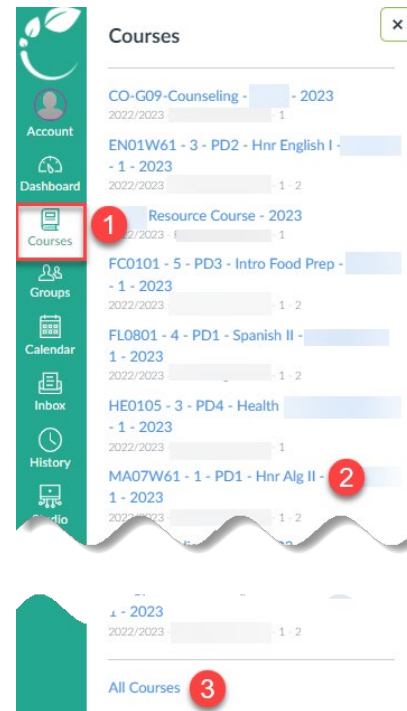 Courses
×
CO-G09-Counseling - - 2023
2022/2023 1
Account
EN01W61 - 3 - PD2 - Hnr English I -
- 1 - 2023
2022/2023 - 1 - 2
Dashboard
1
Resource Course - 2023
/2023 - 1
Courses
FC0101 - 5 - PD3 - Intro Food Prep -
- 1 - 2023
2022/2023 - 1 - 2
Groups
FL0801 - 4 - PD1 - Spanish II -
1 - 2023
2022/2023 1 - 2
Calendar
HE0105 - 3 - PD4 - Health
- 1 - 2023
2022/2023 - 1
Inbox
History
MA07W61 - 1 - PD1 - Hnr Alg II -
2
1 - 2023
2022/2023 - 1 - 2
1 - 2023
2022/2023 - 1 - 2
All Courses
3